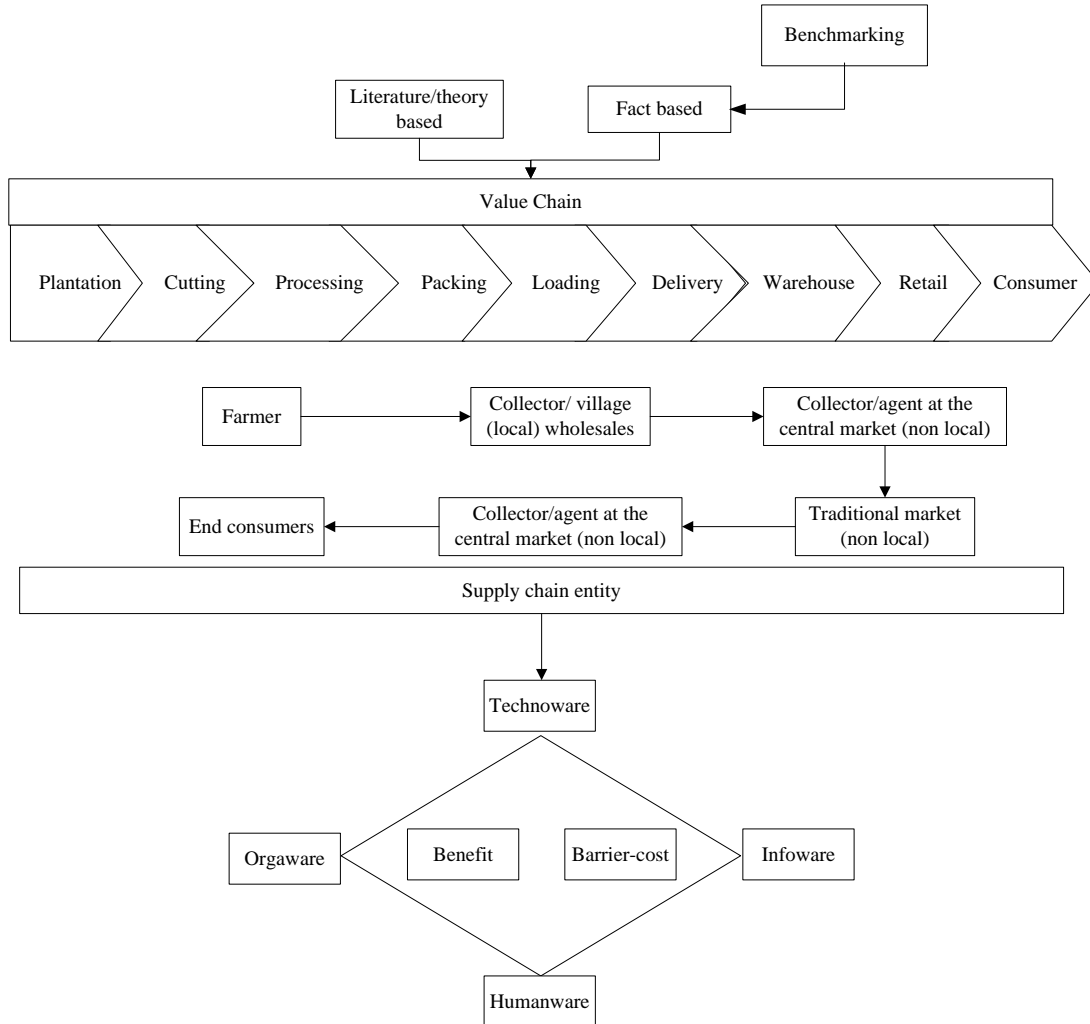 Benchmarking
Literature/theory
based
Fact based
Value Chain
Plantation
Cutting
Processing
Packing
Loading
Delivery
Warehouse
Retail
Consumer
Farmer
Collector/ village
(local) wholesales
Collector/agent at the
central market (non local)
End consumers
Collector/agent at the
central market (non local)
Traditional market
(non local)
Supply chain entity
Technoware
Orgaware
Benefit
Barrier-cost
Infoware
Humanware